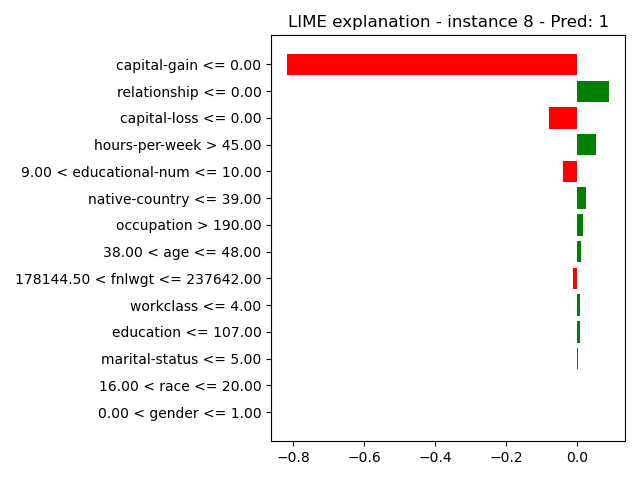 LIME explanation - instance 8 - Pred: 1
capital-gain <= 0.00
relationship <= 0.00
capital-loss <= 0.00
hours-per-week > 45.00
9.00 < educational-num <= 10.00
native-country <= 39.00
occupation > 190.00
38.00 < age <= 48.00
178144.50 < fnlwgt <= 237642.00
workclass <= 4.00
education <= 107.00
marital-status <= 5.00
16.00 < race <= 20.00
0.00 < gender <= 1.00
−0.8 −0.6 −0.4 −0.2 0.0